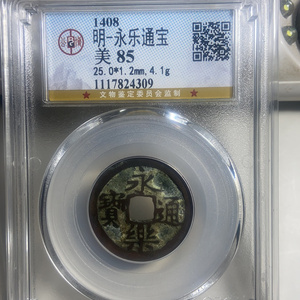 1408
明-永乐通宝
美 85
25.0*1.2mm,4.1g
1117824309
文物鉴定委员会监制
永樂通寶